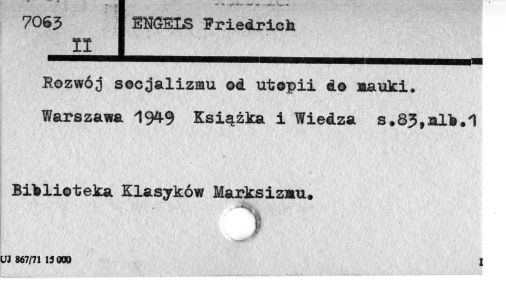 7063
II
ENGELS Friedrich
Rozwój socjalizmu od utopii do nauki.
Warszawa 1949 Książka i Wiedza s.83,nlb.1
Biblioteka Klasyków Marksizmu.
UJ 867/71 15 000